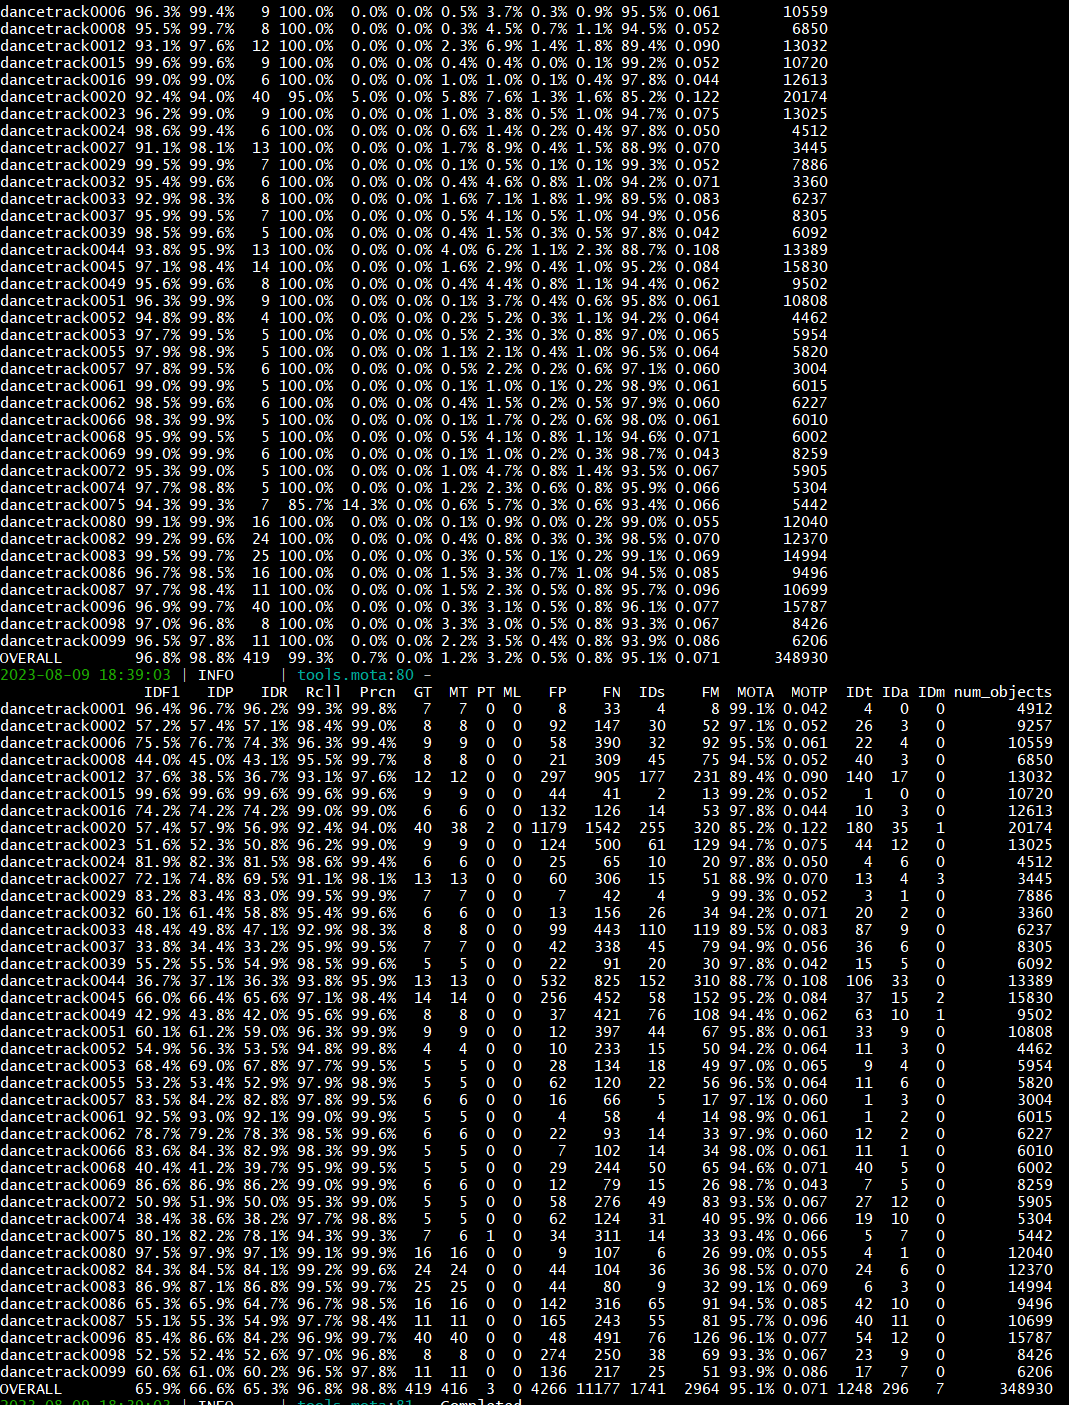 dancetrack0006 96.3% 99.4% 9 100.0% 0.0% 0.0% 0.5% 3.7% 0.3% 0.9% 95.5% 0.061 10559
dancetrack0008 95.5% 99.7% 8 100.0% 0.0% 0.0% 0.3% 4.5% 0.7% 1.1% 94.5% 0.052 6850
dancetrack0012 93.1% 97.6% 12 100.0% 0.0% 0.0% 2.3% 6.9% 1.4% 1.8% 89.4% 0.090 13032
dancetrack0015 99.6% 99.6% 9 100.0% 0.0% 0.0% 0.4% 0.4% 0.0% 0.1% 99.2% 0.052 10720
dancetrack0016 99.0% 99.0% 6 100.0% 0.0% 0.0% 1.0% 1.0% 0.1% 0.4% 97.8% 0.044 12613
dancetrack0020 92.4% 94.0% 40 95.0% 5.0% 0.0% 5.8% 7.6% 1.3% 1.6% 85.2% 0.122 20174
dancetrack0023 96.2% 99.0% 9 100.0% 0.0% 0.0% 1.0% 3.8% 0.5% 1.0% 94.7% 0.075 13025
dancetrack0024 98.6% 99.4% 6 100.0% 0.0% 0.0% 0.6% 1.4% 0.2% 0.4% 97.8% 0.050 4512
dancetrack0027 91.1% 98.1% 13 100.0% 0.0% 0.0% 1.7% 8.9% 0.4% 1.5% 88.9% 0.070 3445
dancetrack0029 99.5% 99.9% 7 100.0% 0.0% 0.0% 0.1% 0.5% 0.1% 0.1% 99.3% 0.052 7886
dancetrack0032 95.4% 99.6% 6 100.0% 0.0% 0.0% 0.4% 4.6% 0.8% 1.0% 94.2% 0.071 3360
dancetrack0033 92.9% 98.3% 8 100.0% 0.0% 0.0% 1.6% 7.1% 1.8% 1.9% 89.5% 0.083 6237
dancetrack0037 95.9% 99.5% 7 100.0% 0.0% 0.0% 0.5% 4.1% 0.5% 1.0% 94.9% 0.056 8305
dancetrack0039 98.5% 99.6% 5 100.0% 0.0% 0.0% 0.4% 1.5% 0.3% 0.5% 97.8% 0.042 6092
dancetrack0044 93.8% 95.9% 13 100.0% 0.0% 0.0% 4.0% 6.2% 1.1% 2.3% 88.7% 0.108 13389
dancetrack0045 97.1% 98.4% 14 100.0% 0.0% 0.0% 1.6% 2.9% 0.4% 1.0% 95.2% 0.084 15830
dancetrack0049 95.6% 99.6% 8 100.0% 0.0% 0.0% 0.4% 4.4% 0.8% 1.1% 94.4% 0.062 9502
dancetrack0051 96.3% 99.9% 9 100.0% 0.0% 0.0% 0.1% 3.7% 0.4% 0.6% 95.8% 0.061 10808
dancetrack0052 94.8% 99.8% 4 100.0% 0.0% 0.0% 0.2% 5.2% 0.3% 1.1% 94.2% 0.064 4462
dancetrack0053 97.7% 99.5% 5 100.0% 0.0% 0.0% 0.5% 2.3% 0.3% 0.8% 97.0% 0.065 5954
dancetrack0055 97.9% 98.9% 5 100.0% 0.0% 0.0% 1.1% 2.1% 0.4% 1.0% 96.5% 0.064 5820
dancetrack0057 97.8% 99.5% 6 100.0% 0.0% 0.0% 0.5% 2.2% 0.2% 0.6% 97.1% 0.060 3004
dancetrack0061 99.0% 99.9% 5 100.0% 0.0% 0.0% 0.1% 1.0% 0.1% 0.2% 98.9% 0.061 6015
dancetrack0062 98.5% 99.6% 6 100.0% 0.0% 0.0% 0.4% 1.5% 0.2% 0.5% 97.9% 0.060 6227
dancetrack0066 98.3% 99.9% 5 100.0% 0.0% 0.0% 0.1% 1.7% 0.2% 0.6% 98.0% 0.061 6010
dancetrack0068 95.9% 99.5% 5 100.0% 0.0% 0.0% 0.5% 4.1% 0.8% 1.1% 94.6% 0.071 6002
dancetrack0069 99.0% 99.9% 6 100.0% 0.0% 0.0% 0.1% 1.0% 0.2% 0.3% 98.7% 0.043 8259
dancetrack0072 95.3% 99.0% 5 100.0% 0.0% 0.0% 1.0% 4.7% 0.8% 1.4% 93.5% 0.067 5905
dancetrack0074 97.7% 98.8% 5 100.0% 0.0% 0.0% 1.2% 2.3% 0.6% 0.8% 95.9% 0.066 5304
dancetrack0075 94.3% 99.3% 7 85.7% 14.3% 0.0% 0.6% 5.7% 0.3% 0.6% 93.4% 0.066 5442
dancetrack0080 99.1% 99.9% 16 100.0% 0.0% 0.0% 0.1% 0.9% 0.0% 0.2% 99.0% 0.055 12040
dancetrack0082 99.2% 99.6% 24 100.0% 0.0% 0.0% 0.4% 0.8% 0.3% 0.3% 98.5% 0.070 12370
dancetrack0083 99.5% 99.7% 25 100.0% 0.0% 0.0% 0.3% 0.5% 0.1% 0.2% 99.1% 0.069 14994
dancetrack0086 96.7% 98.5% 16 100.0% 0.0% 0.0% 1.5% 3.3% 0.7% 1.0% 94.5% 0.085 9496
dancetrack0087 97.7% 98.4% 11 100.0% 0.0% 0.0% 1.5% 2.3% 0.5% 0.8% 95.7% 0.096 10699
dancetrack0096 96.9% 99.7% 40 100.0% 0.0% 0.0% 0.3% 3.1% 0.5% 0.8% 96.1% 0.077 15787
dancetrack0098 97.0% 96.8% 8 100.0% 0.0% 0.0% 3.3% 3.0% 0.5% 0.8% 93.3% 0.067 8426
dancetrack0099 96.5% 97.8% 11 100.0% 0.0% 0.0% 2.2% 3.5% 0.4% 0.8% 93.9% 0.086 6206
OVERALL 96.8% 98.8% 419 99.3% 0.7% 0.0% 1.2% 3.2% 0.5% 0.8% 95.1% 0.071 348930
2023-08-09 18:39:03 | INFO | tools.mota:80 -
IDF1 IDP IDR Rcll Prcn GT MT PT ML FP FN IDs FM MOTA MOTP IDt IDa IDm num_objects
dancetrack0001 96.4% 96.7% 96.2% 99.3% 99.8% 7 7 0 0 8 33 4 8 99.1% 0.042 4 0 0 4912
dancetrack0002 57.2% 57.4% 57.1% 98.4% 99.0% 8 8 0 0 92 147 30 52 97.1% 0.052 26 3 0 9257
dancetrack0006 75.5% 76.7% 74.3% 96.3% 99.4% 9 9 0 0 58 390 32 92 95.5% 0.061 22 4 0 10559
dancetrack0008 44.0% 45.0% 43.1% 95.5% 99.7% 8 8 0 0 21 309 45 75 94.5% 0.052 40 3 0 6850
dancetrack0012 37.6% 38.5% 36.7% 93.1% 97.6% 12 12 0 0 297 905 177 231 89.4% 0.090 140 17 0 13032
dancetrack0015 99.6% 99.6% 99.6% 99.6% 99.6% 9 9 0 0 44 41 2 13 99.2% 0.052 1 0 0 10720
dancetrack0016 74.2% 74.2% 74.2% 99.0% 99.0% 6 6 0 0 132 126 14 53 97.8% 0.044 10 3 0 12613
dancetrack0020 57.4% 57.9% 56.9% 92.4% 94.0% 40 38 2 0 1179 1542 255 320 85.2% 0.122 180 35 1 20174
dancetrack0023 51.6% 52.3% 50.8% 96.2% 99.0% 9 9 0 0 124 500 61 129 94.7% 0.075 44 12 0 13025
dancetrack0024 81.9% 82.3% 81.5% 98.6% 99.4% 6 6 0 0 25 65 10 20 97.8% 0.050 4 6 0 4512
dancetrack0027 72.1% 74.8% 69.5% 91.1% 98.1% 13 13 0 0 60 306 15 51 88.9% 0.070 13 4 3 3445
dancetrack0029 83.2% 83.4% 83.0% 99.5% 99.9% 7 7 0 0 7 42 4 9 99.3% 0.052 3 1 0 7886
dancetrack0032 60.1% 61.4% 58.8% 95.4% 99.6% 6 6 0 0 13 156 26 34 94.2% 0.071 20 2 0 3360
dancetrack0033 48.4% 49.8% 47.1% 92.9% 98.3% 8 8 0 0 99 443 110 119 89.5% 0.083 87 9 0 6237
dancetrack0037 33.8% 34.4% 33.2% 95.9% 99.5% 7 7 0 0 42 338 45 79 94.9% 0.056 36 6 0 8305
dancetrack0039 55.2% 55.5% 54.9% 98.5% 99.6% 5 5 0 0 22 91 20 30 97.8% 0.042 15 5 0 6092
dancetrack0044 36.7% 37.1% 36.3% 93.8% 95.9% 13 13 0 0 532 825 152 310 88.7% 0.108 106 33 0 13389
dancetrack0045 66.0% 66.4% 65.6% 97.1% 98.4% 14 14 0 0 256 452 58 152 95.2% 0.084 37 15 2 15830
dancetrack0049 42.9% 43.8% 42.0% 95.6% 99.6% 8 8 0 0 37 421 76 108 94.4% 0.062 63 10 1 9502
dancetrack0051 60.1% 61.2% 59.0% 96.3% 99.9% 9 9 0 0 12 397 44 67 95.8% 0.061 33 9 0 10808
dancetrack0052 54.9% 56.3% 53.5% 94.8% 99.8% 4 4 0 0 10 233 15 50 94.2% 0.064 11 3 0 4462
dancetrack0053 68.4% 69.0% 67.8% 97.7% 99.5% 5 5 0 0 28 134 18 49 97.0% 0.065 9 4 0 5954
dancetrack0055 53.2% 53.4% 52.9% 97.9% 98.9% 5 5 0 0 62 120 22 56 96.5% 0.064 11 6 0 5820
dancetrack0057 83.5% 84.2% 82.8% 97.8% 99.5% 6 6 0 0 16 66 5 17 97.1% 0.060 1 3 0 3004
dancetrack0061 92.5% 93.0% 92.1% 99.0% 99.9% 5 5 0 0 4 58 4 14 98.9% 0.061 1 2 0 6015
dancetrack0062 78.7% 79.2% 78.3% 98.5% 99.6% 6 6 0 0 22 93 14 33 97.9% 0.060 12 2 0 6227
dancetrack0066 83.6% 84.3% 82.9% 98.3% 99.9% 5 5 0 0 7 102 14 34 98.0% 0.061 11 1 0 6010
dancetrack0068 40.4% 41.2% 39.7% 95.9% 99.5% 5 5 0 0 29 244 50 65 94.6% 0.071 40 5 0 6002
dancetrack0069 86.6% 86.9% 86.2% 99.0% 99.9% 6 6 0 0 12 79 15 26 98.7% 0.043 7 5 0 8259
dancetrack0072 50.9% 51.9% 50.0% 95.3% 99.0% 5 5 0 0 58 276 49 83 93.5% 0.067 27 12 0 5905
dancetrack0074 38.4% 38.6% 38.2% 97.7% 98.8% 5 5 0 0 62 124 31 40 95.9% 0.066 19 10 0 5304
dancetrack0075 80.1% 82.2% 78.1% 94.3% 99.3% 7 6 1 0 34 311 14 33 93.4% 0.066 5 7 0 5442
dancetrack0080 97.5% 97.9% 97.1% 99.1% 99.9% 16 16 0 0 9 107 6 26 99.0% 0.055 4 1 0 12040
dancetrack0082 84.3% 84.5% 84.1% 99.2% 99.6% 24 24 0 0 44 104 36 36 98.5% 0.070 24 6 0 12370
dancetrack0083 86.9% 87.1% 86.8% 99.5% 99.7% 25 25 0 0 44 80 9 32 99.1% 0.069 6 3 0 14994
dancetrack0086 65.3% 65.9% 64.7% 96.7% 98.5% 16 16 0 0 142 316 65 91 94.5% 0.085 42 10 0 9496
dancetrack0087 55.1% 55.3% 54.9% 97.7% 98.4% 11 11 0 0 165 243 55 81 95.7% 0.096 40 11 0 10699
dancetrack0096 85.4% 86.6% 84.2% 96.9% 99.7% 40 40 0 0 48 491 76 126 96.1% 0.077 54 12 0 15787
dancetrack0098 52.5% 52.4% 52.6% 97.0% 96.8% 8 8 0 0 274 250 38 69 93.3% 0.067 23 9 0 8426
dancetrack0099 60.6% 61.0% 60.2% 96.5% 97.8% 11 11 0 0 136 217 25 51 93.9% 0.086 17 7 0 6206
OVERALL 65.9% 66.6% 65.3% 96.8% 98.8% 419 416 3 0 4266 11177 1741 2964 95.1% 0.071 1248 296 7 348930
2023-08-09 18:39:03 | INFO | tools.mota:81 - Completed